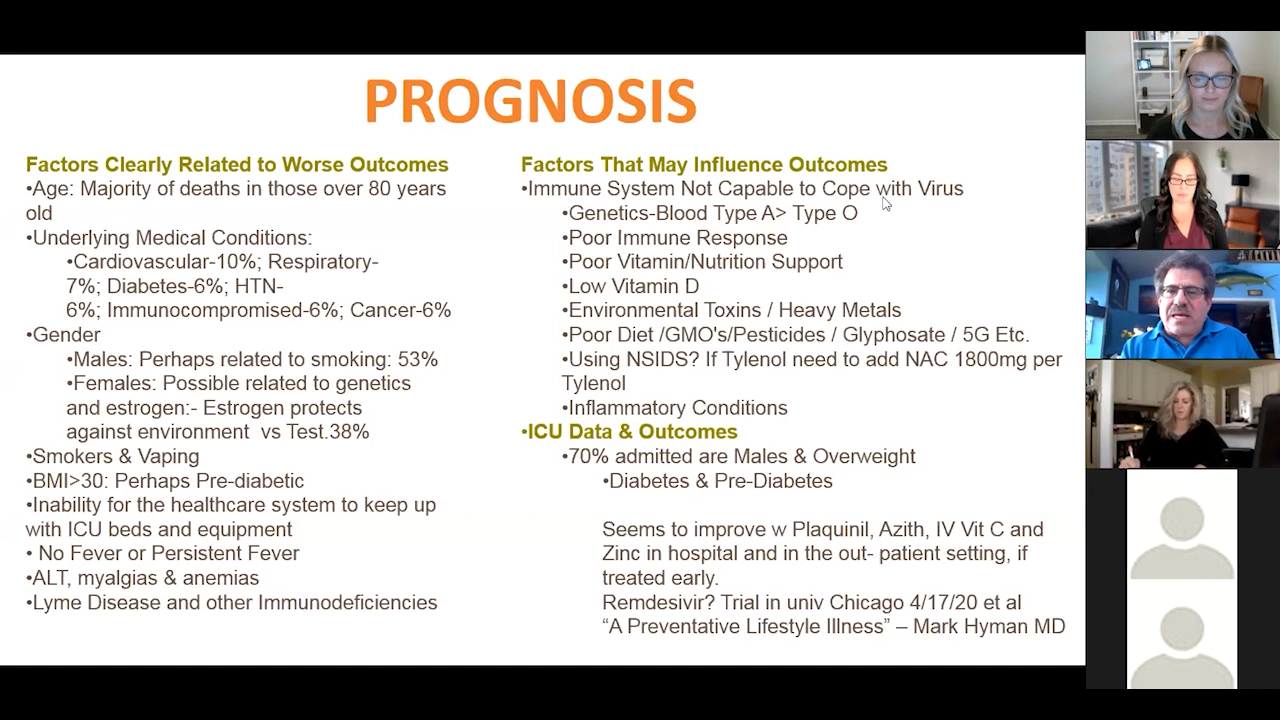 PROGNOSIS
Factors Clearly Related to Worse Outcomes
•Age: Majority of deaths in those over 80 years
old
•Underlying Medical Conditions:
•Cardiovascular-10%; Respiratory-
7%; Diabetes-6%; HTN-
6%; Immunocompromised-6%; Cancer-6%
•Gender
•Males: Perhaps related to smoking: 53%
•Females: Possible related to genetics
and estrogen:- Estrogen protects
against environment vs Test.38%
•Smokers & Vaping
•BMI>30: Perhaps Pre-diabetic
•Inability for the healthcare system to keep up
with ICU beds and equipment
• No Fever or Persistent Fever
•ALT, myalgias & anemias
•Lyme Disease and other Immunodeficiencies
Factors That May Influence Outcomes
•Immune System Not Capable to Cope with Virus
•Genetics-Blood Type A> Type O
•Poor Immune Response
•Poor Vitamin/Nutrition Support
•Low Vitamin D
•Environmental Toxins / Heavy Metals
•Poor Diet /GMO's/Pesticides / Glyphosate / 5G Etc.
•Using NSIDS? If Tylenol need to add NAC 1800mg per
Tylenol
•Inflammatory Conditions
•ICU Data & Outcomes
•70% admitted are Males & Overweight
•Diabetes & Pre-Diabetes
Seems to improve w Plaquinil, Azith, IV Vit C and
Zinc in hospital and in the out- patient setting, if
treated early.
Remdesivir? Trial in univ Chicago 4/17/20 et al
“A Preventative Lifestyle Illness” – Mark Hyman MD